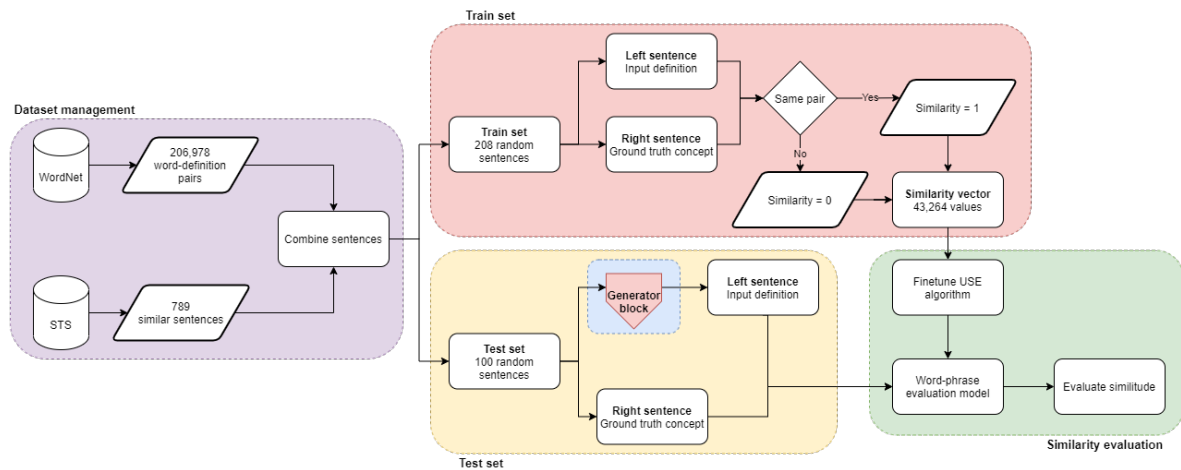 Train set
Dataset management
WordNet
206,978
word-definition
pairs
Combine sentences
STS
789
similar sentences
Train set
208 random
sentences
Left sentence
Input definition
Right sentence
Ground truth concept
Same pair
Yes
No
Similarity = 1
Similarity = 0
Similarity vector
43,264 values
Test set
100 random
sentences
Generator
block
Left sentence
Input definition
Right sentence
Ground truth concept
Test set
Finetune USE
algorithm
Word-phrase
evaluation model
Evaluate similitude
Similarity evaluation